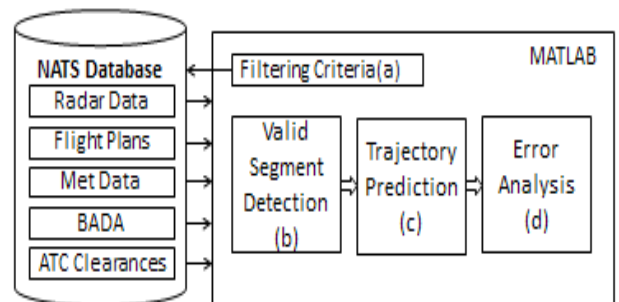 NATS Database
Radar Data
Flight Plans
Met Data
BADA
ATC Clearances
MATLAB
Filtering Criteria(a)
Valid
Segment
Detection
(b)
Trajectory
Prediction
(c)
Error
Analysis
(d)